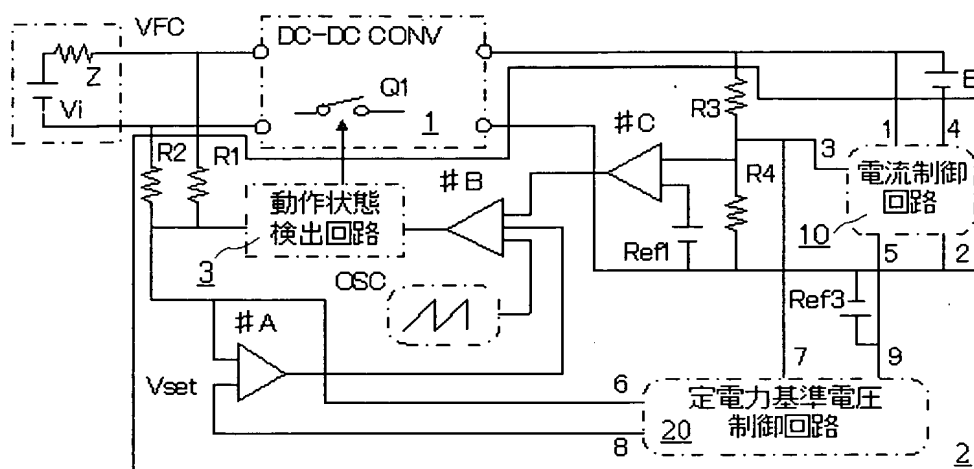 VFC
DC-DC CONV
Z
Vi
Q1
1
R2
R1
#B
#C
R3
R4
E
1
4
3
電流制御
回路
10
動作状態
検出回路
3
Ref1
5
2
OSC
Ref3
#A
7
9
Vset
6
定電力基準電圧
制御回路
20
8
2